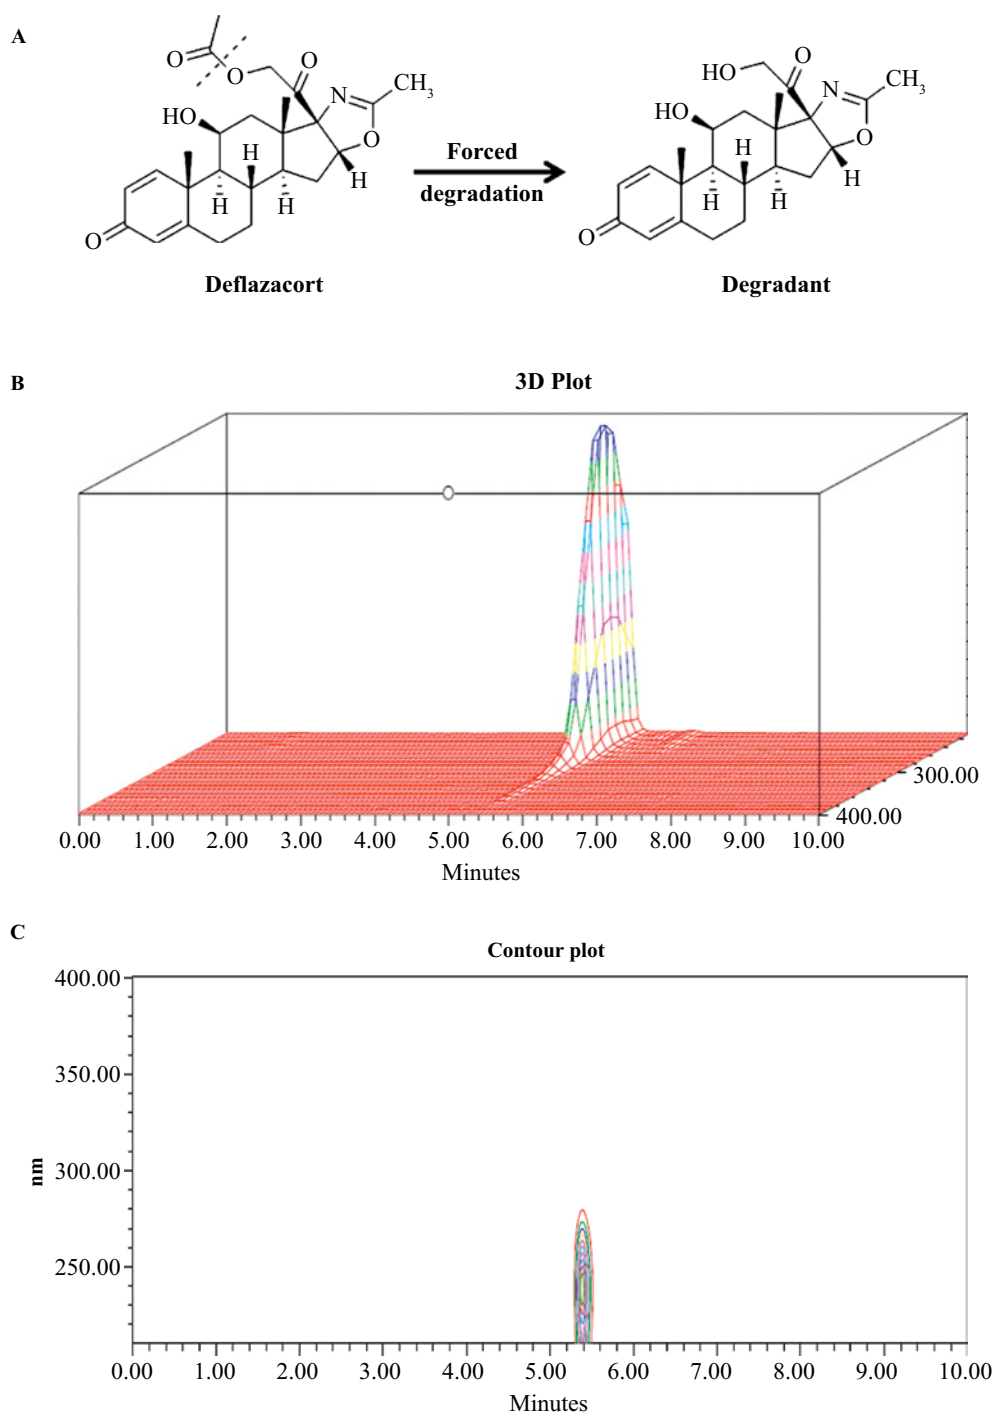 A
O
O
O
N
CH3
HO
H
O
H
H
H
O
Deflazacort
Forced
degradation
HO
O
N
CH3
HO
H
O
H
H
H
O
Degradant
B
3D Plot
300.00
400.00
0.00 1.00 2.00 3.00 4.00 5.00 6.00 7.00 8.00 9.00 10.00
Minutes
C
Contour plot
400.00
350.00
300.00
250.00
nm
0.00 1.00 2.00 3.00 4.00 5.00 6.00 7.00 8.00 9.00 10.00
Minutes